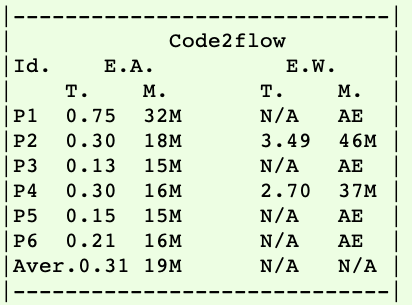 |-----------------------------|
|            Code2flow        |
|Id.    E.A.          E.W.    |
|    T.    M.       T.    M.  |
|P1  0.75  32M      N/A   AE  |
|P2  0.30  18M      3.49  46M |
|P3  0.13  15M      N/A   AE  |
|P4  0.30  16M      2.70  37M |
|P5  0.15  15M      N/A   AE  |
|P6  0.21  16M      N/A   AE  |
|Aver.0.31 19M      N/A   N/A |
|-----------------------------|